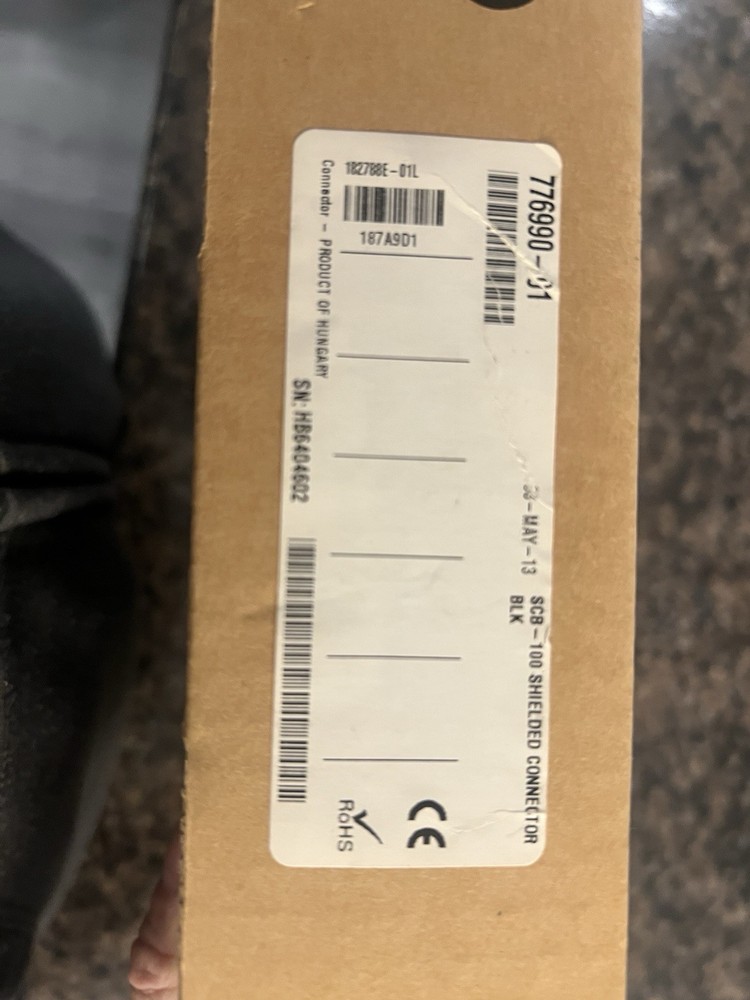 776990-01
-MAY-13
SCB-100 SHIELDED CONNECTOR
BLK
182788E-01L
187A9D1
Connector - PRODUCT OF HUNGARY
SN: HB6404602
CE
RoHS